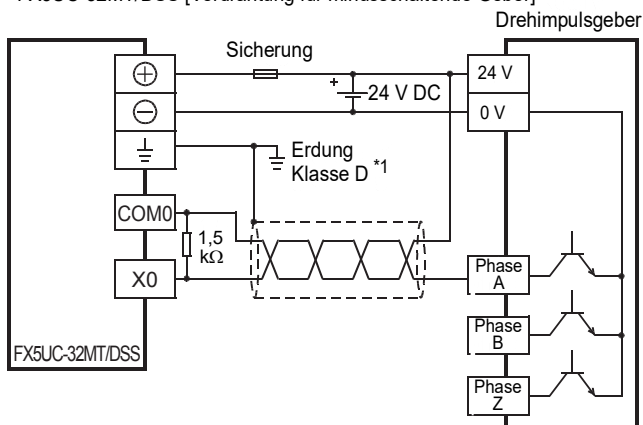 FX5UC-32MT/DSS [Verdrahtung für minusschaltende Geber]
Drehimpulsgeber
Sicherung
24 V
+
24 V DC
0 V
Erdung
Klasse D *1
COM0
1,5
kΩ
X0
Phase
A
Phase
B
Phase
Z
FX5UC-32MT/DSS